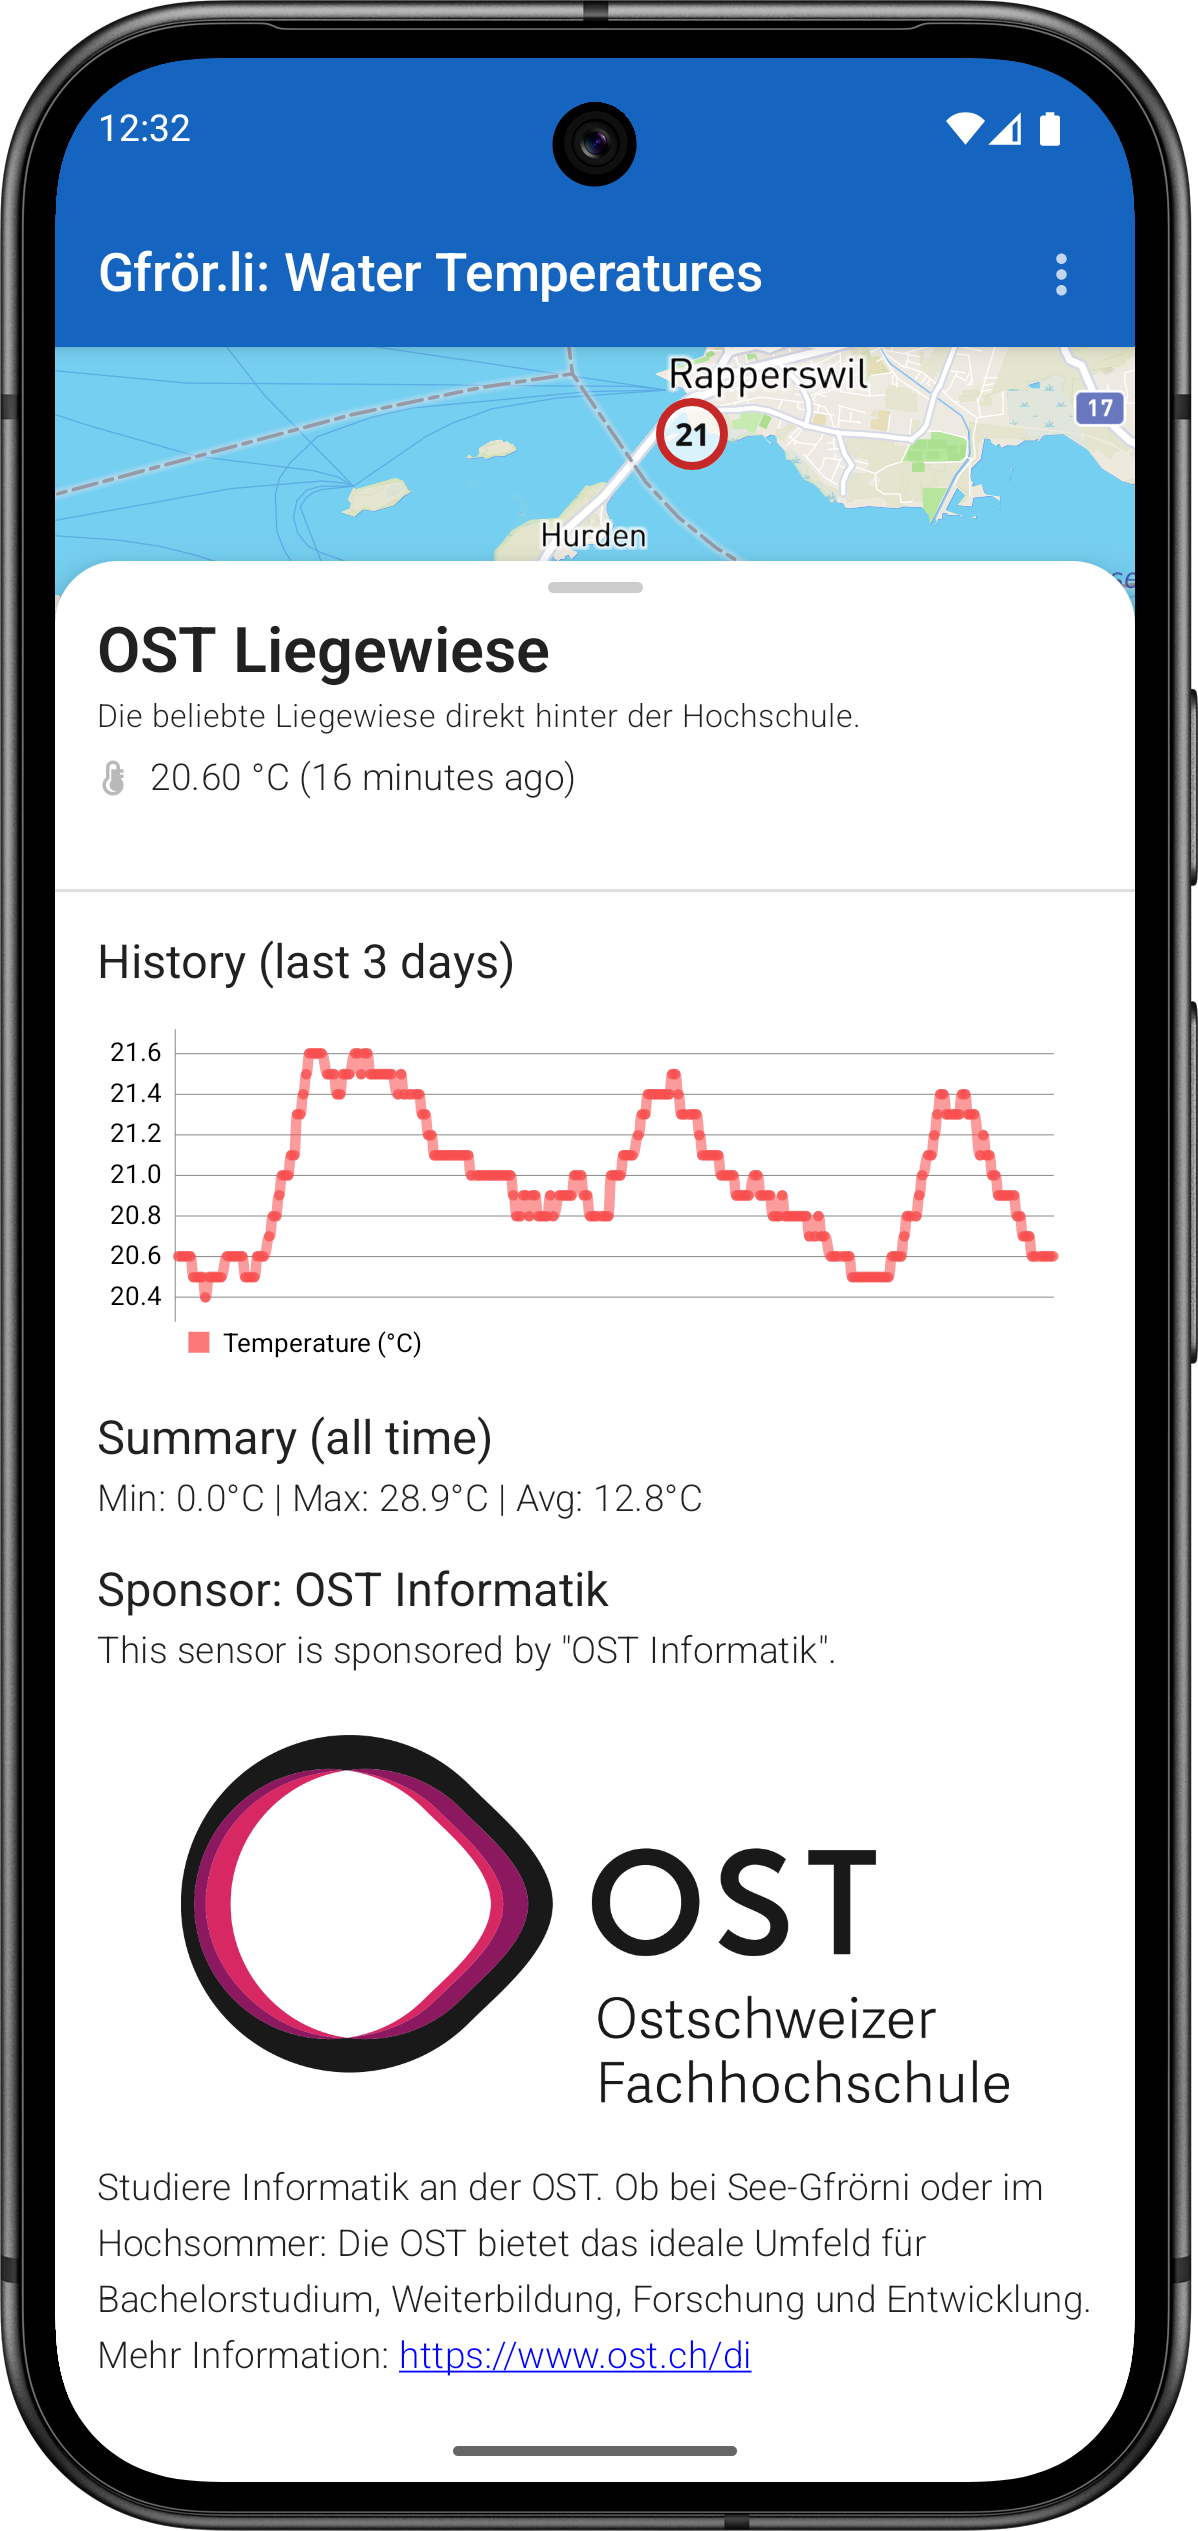 12:32
Gfrör.li: Water Temperatures
Rapperswil
17
21
Hurden
OST Liegewiese
Die beliebte Liegewiese direkt hinter der Hochschule.
20.60 °C (16 minutes ago)
History (last 3 days)
21.6
21.4
21.2
21.0
20.8
20.6
20.4
Temperature (°C)
Summary (all time)
Min: 0.0°C | Max: 28.9°C | Avg: 12.8°C
Sponsor: OST Informatik
This sensor is sponsored by "OST Informatik".
OST
Ostschweizer
Fachhochschule
Studiere Informatik an der OST. Ob bei See-Gfrörni oder im
Hochsommer: Die OST bietet das ideale Umfeld für
Bachelorstudium, Weiterbildung, Forschung und Entwicklung.
Mehr Information: https://www.ost.ch/di